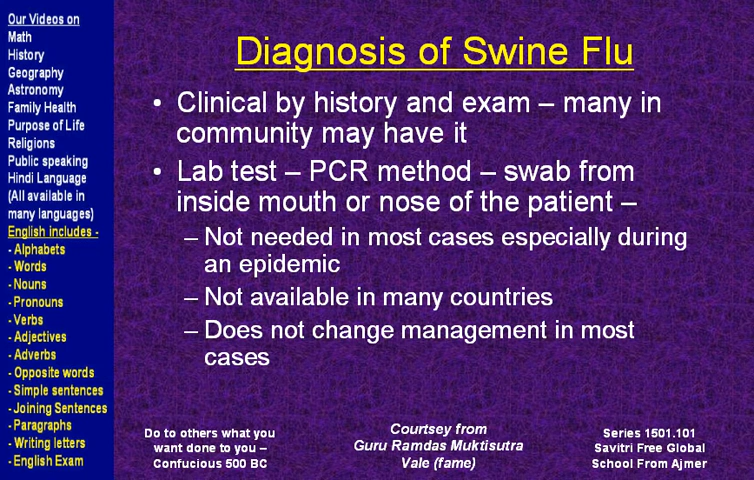 Our Videos on
Math
History
Geography
Astronomy
Family Health
Purpose of Life
Religions
Public speaking
Hindi Language
(All available in
many languages)
English includes -
- Alphabets
- Words
- Nouns
- Pronouns
- Verbs
- Adjectives
- Adverbs
- Opposite words
- Simple sentences
- Joining Sentences
- Paragraphs
- Writing letters
- English Exam
Diagnosis of Swine Flu
• Clinical by history and exam – many in
community may have it
• Lab test – PCR method – swab from
inside mouth or nose of the patient –
– Not needed in most cases especially during
an epidemic
– Not available in many countries
– Does not change management in most
cases
Do to others what you
want done to you –
Confucious 500 BC
Courtsey from
Guru Ramdas Muktisutra
Vale (fame)
Series 1501.101
Savitri Free Global
School From Ajmer